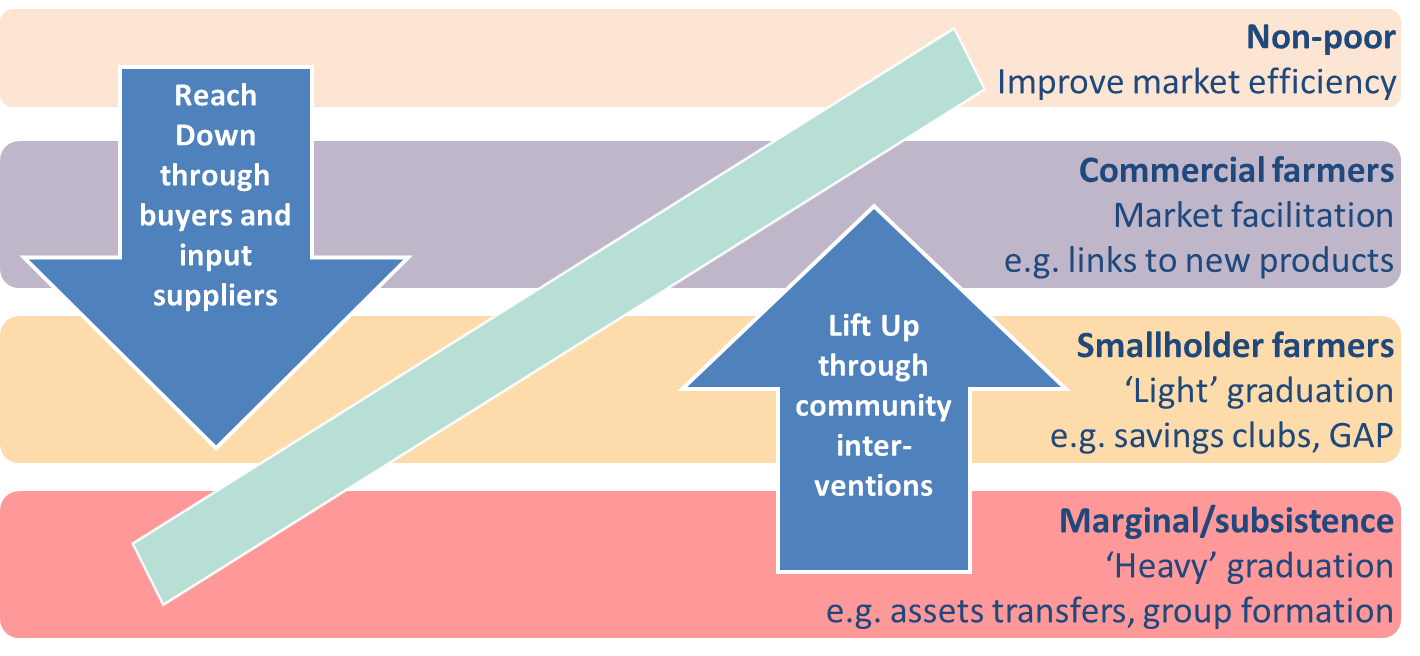 Non-poor
Improve market efficiency
Reach
Down
through
buyers and
input
suppliers
Commercial farmers
Market facilitation
e.g. links to new products
Lift Up
through
community
inter-
ventions
Smallholder farmers
‘Light’ graduation
e.g. savings clubs, GAP
Marginal/subsistence
‘Heavy’ graduation
e.g. assets transfers, group formation